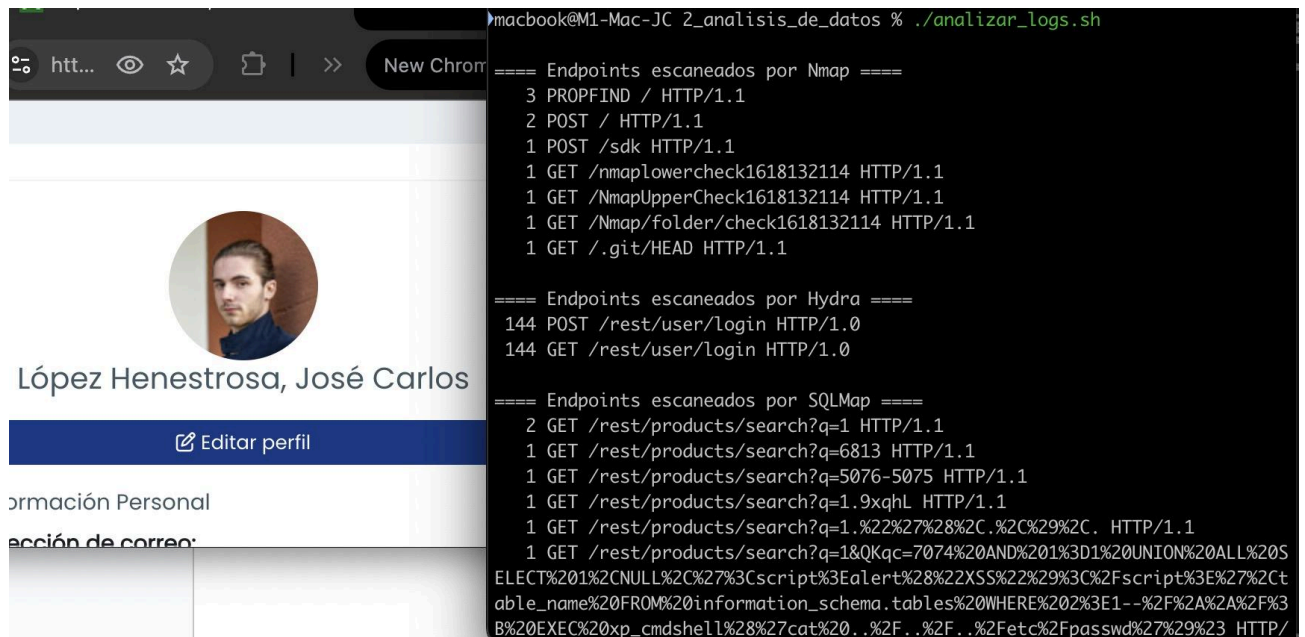 htt...
New Chrom
López Henestrosa, José Carlos
Editar perfil
ormación Personal
ección de correo:
macbook@M1-Mac-JC 2_analisis_de_datos % ./analizar_logs.sh
==== Endpoints escaneados por Nmap ====
3 PROPFIND / HTTP/1.1
2 POST / HTTP/1.1
1 POST /sdk HTTP/1.1
1 GET /nmaplowercheck1618132114 HTTP/1.1
1 GET /NmapUpperCheck1618132114 HTTP/1.1
1 GET /Nmap/folder/check1618132114 HTTP/1.1
1 GET /.git/HEAD HTTP/1.1
==== Endpoints escaneados por Hydra ====
144 POST /rest/user/login HTTP/1.0
144 GET /rest/user/login HTTP/1.0
==== Endpoints escaneados por SQLMap ====
2 GET /rest/products/search?q=1 HTTP/1.1
1 GET /rest/products/search?q=6813 HTTP/1.1
1 GET /rest/products/search?q=5076-5075 HTTP/1.1
1 GET /rest/products/search?q=1.9xqhL HTTP/1.1
1 GET /rest/products/search?q=1.%22%27%28%2C.%2C%29%2C. HTTP/1.1
1 GET /rest/products/search?q=1&QKqc=7074%20AND%201%3D1%20UNION%20ALL%20S
ELECT%201%2CNULL%2C%27%3Cscript%3Ealert%28%22XSS%22%29%3C%2Fscript%3E%27%2Ct
able_name%20FROM%20information_schema.tables%20WHERE%202%3E1--%2F%2A%2A%2F%3
B%20EXEC%20xp_cmdshell%28%27cat%20..%2F..%2F..%2Fetc%2Fpasswd%27%29%23 HTTP/